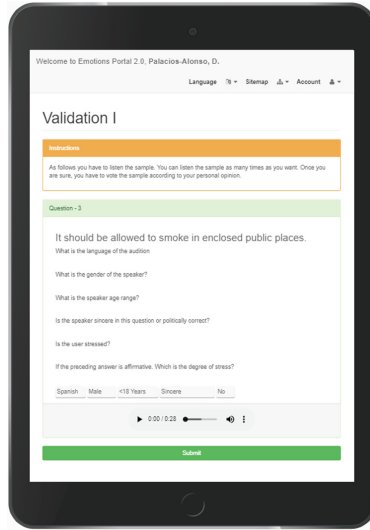 Welcome to Emotions Portal 2.0, Palacios-Alonso, D.
Language Sitemap Account
Validation I
Instructions
As follows you have to listen the sample. You can listen the sample as many times as you want. Once you
are sure, you have to vote the sample according to your personal opinion.
Question - 3
It should be allowed to smoke in enclosed public places.
What is the language of the audition
What is the gender of the speaker?
What is the speaker age range?
Is the speaker sincere in this question or politically correct?
Is the user stressed?
If the preceding answer is affirmative. Which is the degree of stress?
Spanish Male <18 Years Sincere No
0:00 / 0:28
Submit